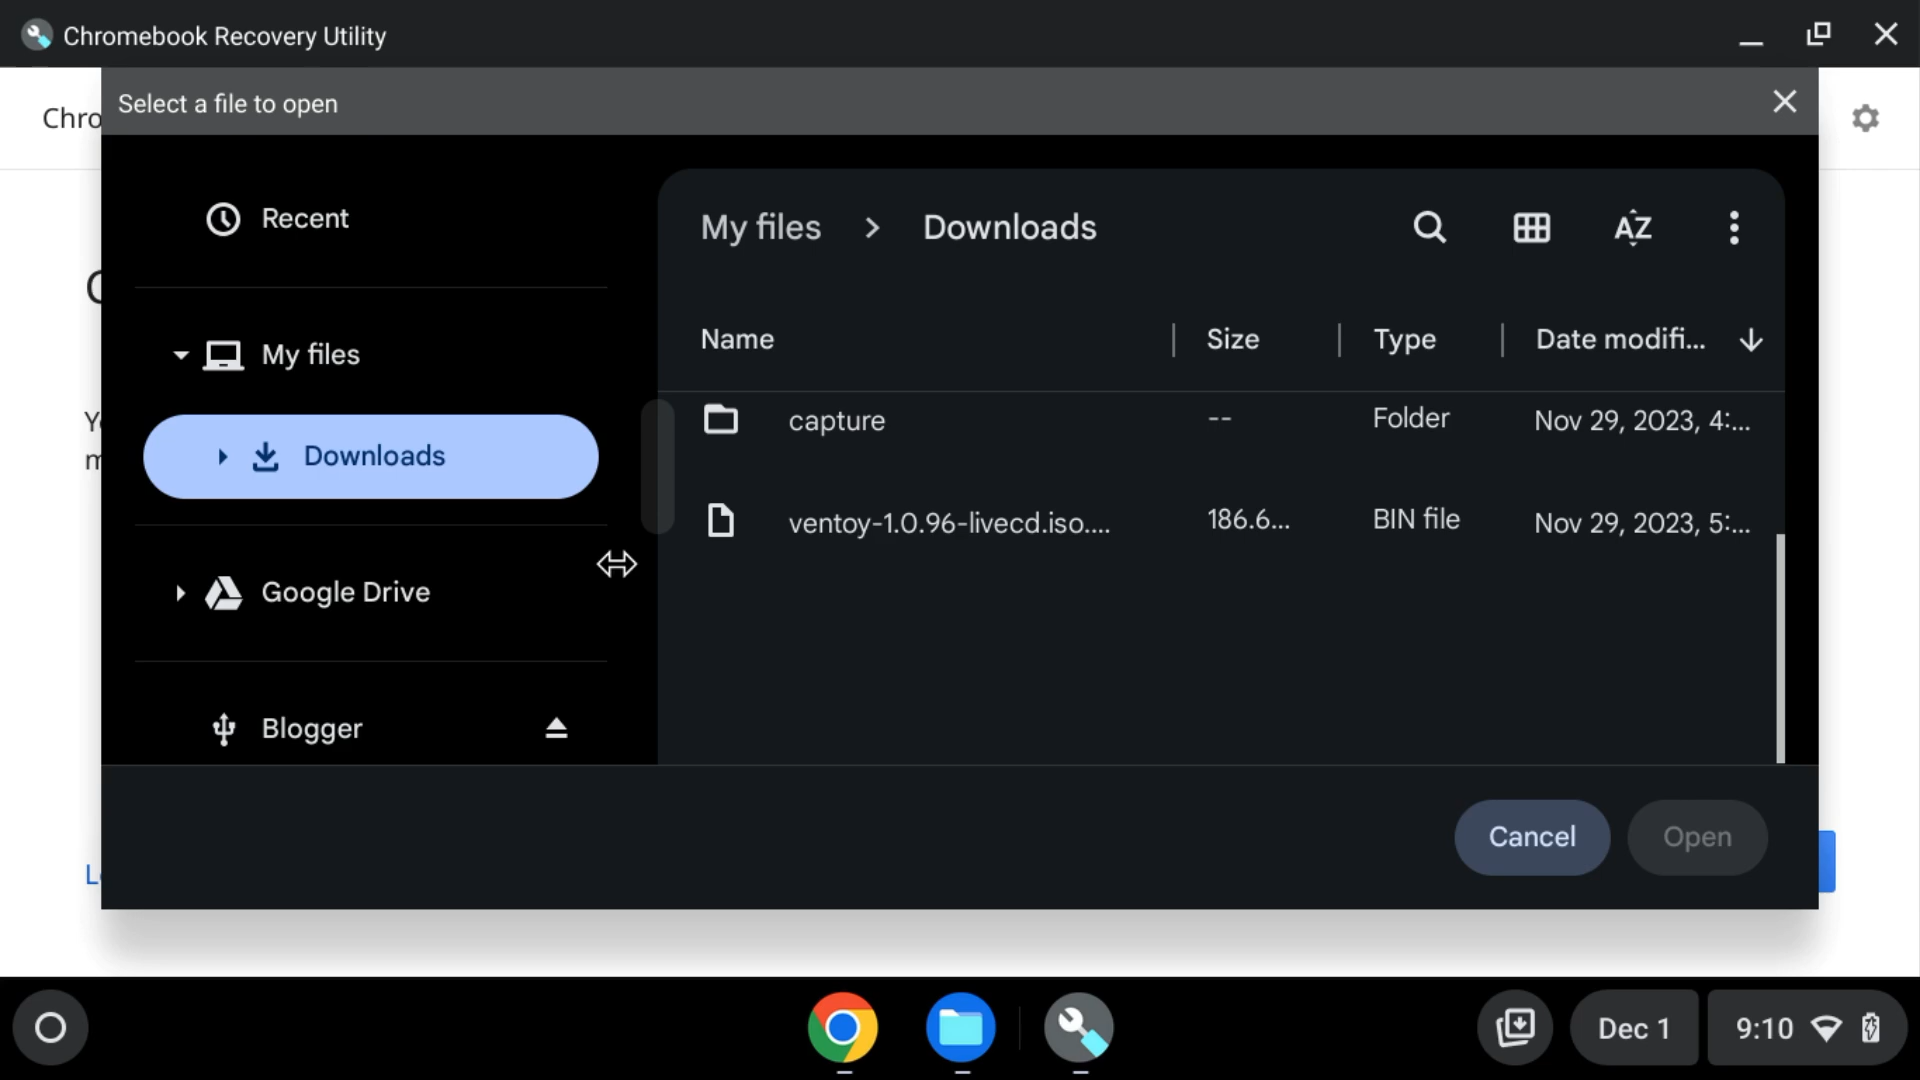 Chromebook Recovery Utility
Select a file to open
Chro
Recent
My files > Downloads
AZ
Name Size Type Date modifi...
My files
capture -- Folder Nov 29, 2023, 4:...
Downloads
ventoy-1.0.96-livecd.iso.... 186.6... BIN file Nov 29, 2023, 5:...
Google Drive
Blogger
Cancel Open
Dec 1 9:10